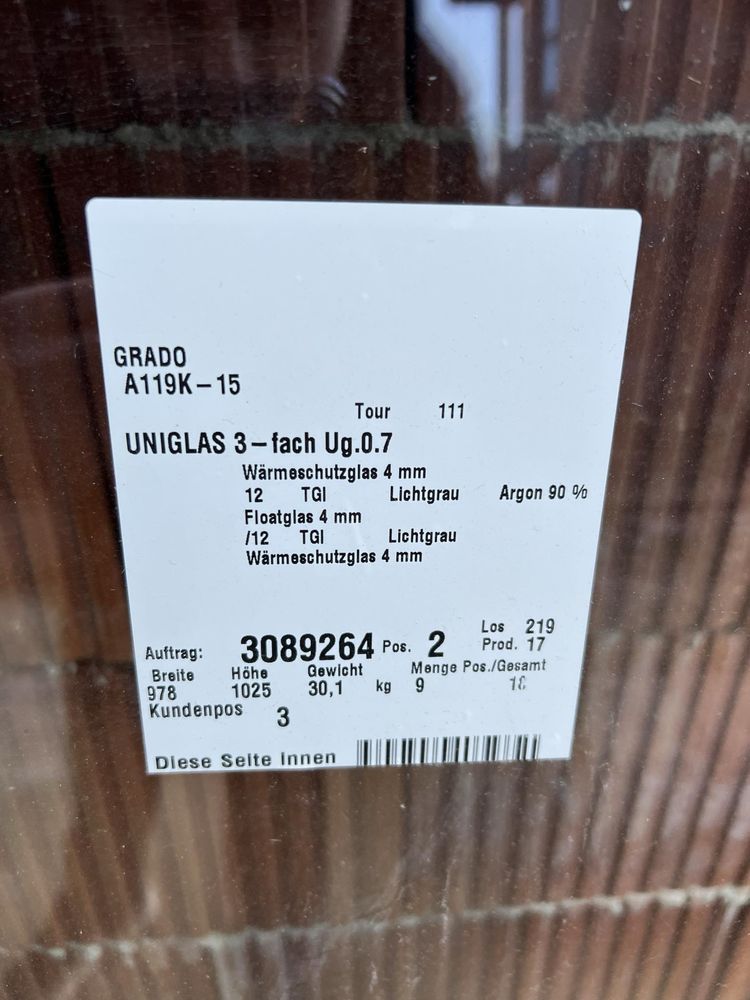 GRADO
A119K-15
Tour 111
UNIGLAS 3-fach Ug.0.7
Wärmeschutzglas 4 mm
12 TGI Lichtgrau Argon 90 %
Floatglas 4 mm
/12 TGI Lichtgrau
Wärmeschutzglas 4 mm
Los 219
Auftrag: 3089264 Pos. 2 Prod. 17
Breite Höhe Gewicht Menge Pos./Gesamt
978 1025 30,1 kg 9
Kundenpos 3
Diese Seite Innen